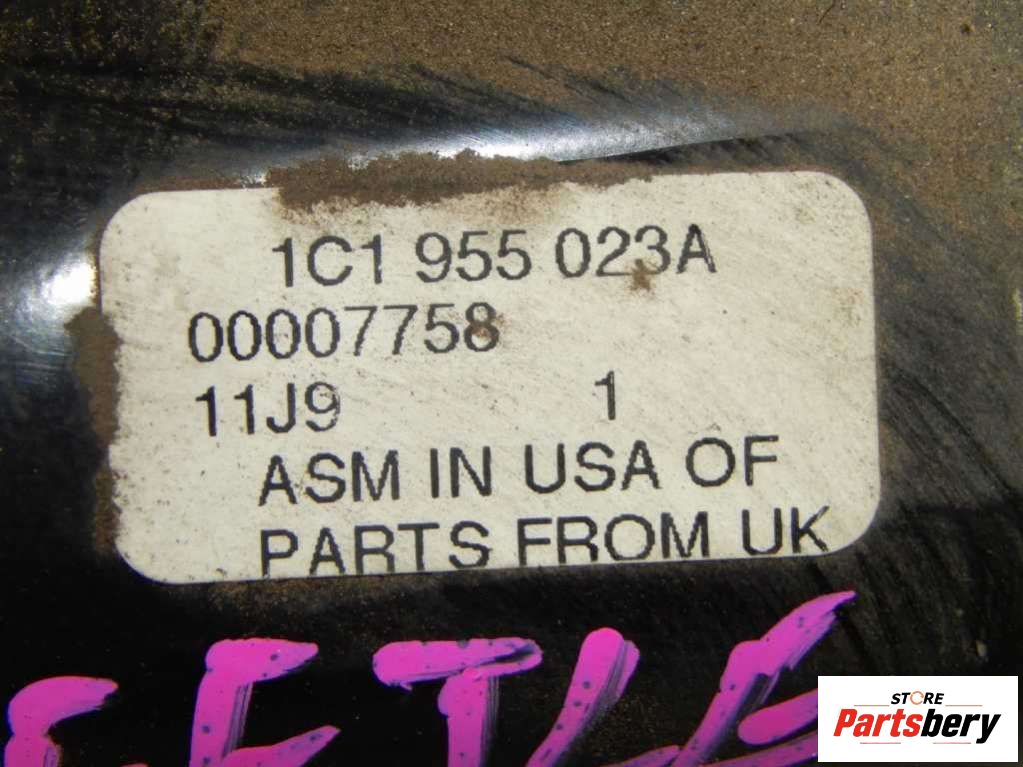 1C1 955 023A
00007758
11J9 1
ASM IN USA OF
PARTS FROM UK
STORE
Partsbery